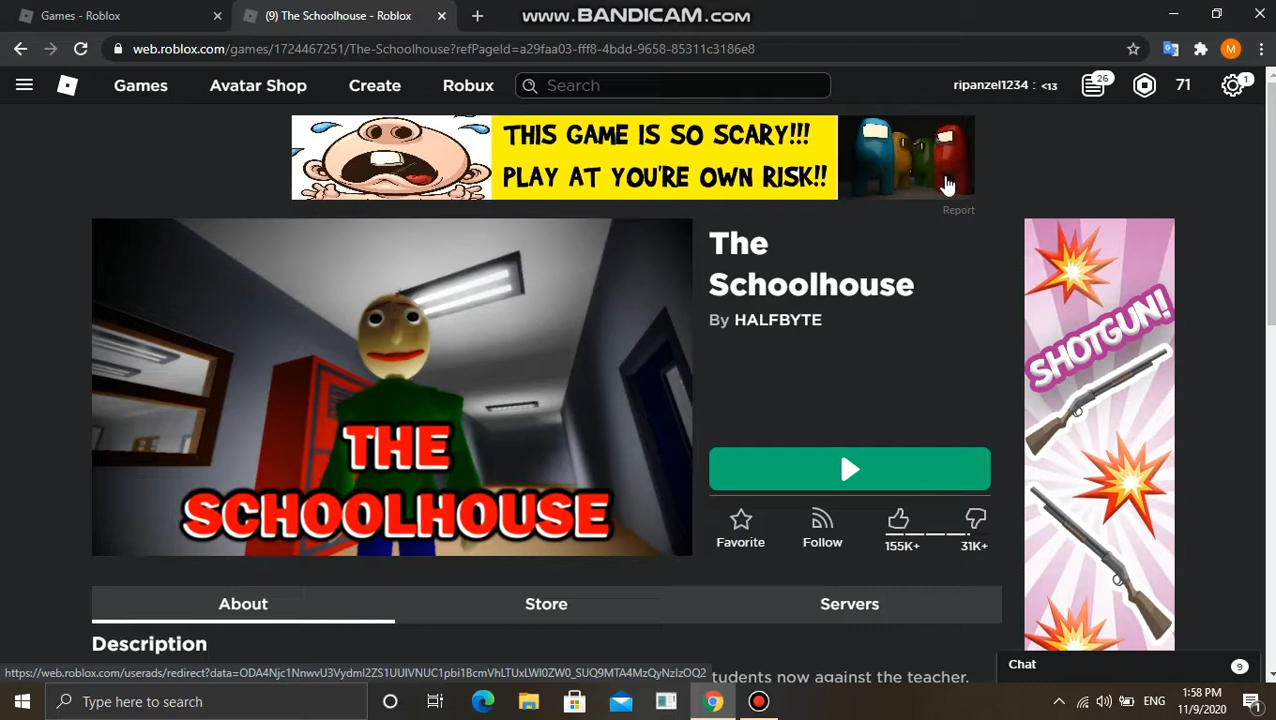 Games - Roblox
(9) The Schoolhouse - Roblox
WWW.BANDICAM.COM
web.roblox.com/games/1724467251/The-Schoolhouse?refPageId=a29faa03-fff8-4bdd-9658-85311c3186e8
M
Games
Avatar Shop
Create
Robux
Search
ripanzel1234 : <13
26
71
1
THIS GAME IS SO SCARY!!!
PLAY AT YOU'RE OWN RISK!!
Report
The
Schoolhouse
By HALFBYTE
THE
SCHOOLHOUSE
SHOTGUN!
Favorite
Follow
155K+
31K+
About
Store
Servers
Description
tudents now against the teacher.
Chat
9
Type here to search
ENG
1:58 PM
11/9/2020
1